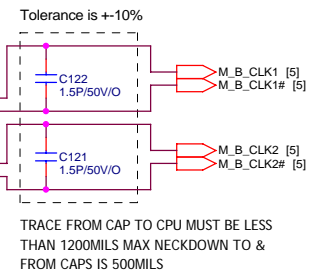 Tolerance is +-10%
C122
1.5P/50V/O
M_B_CLK1 [5]
M_B_CLK1# [5]
C121
1.5P/50V/O
M_B_CLK2 [5]
M_B_CLK2# [5]
TRACE FROM CAP TO CPU MUST BE LESS
THAN 1200MILS MAX NECKDOWN TO &
FROM CAPS IS 500MILS